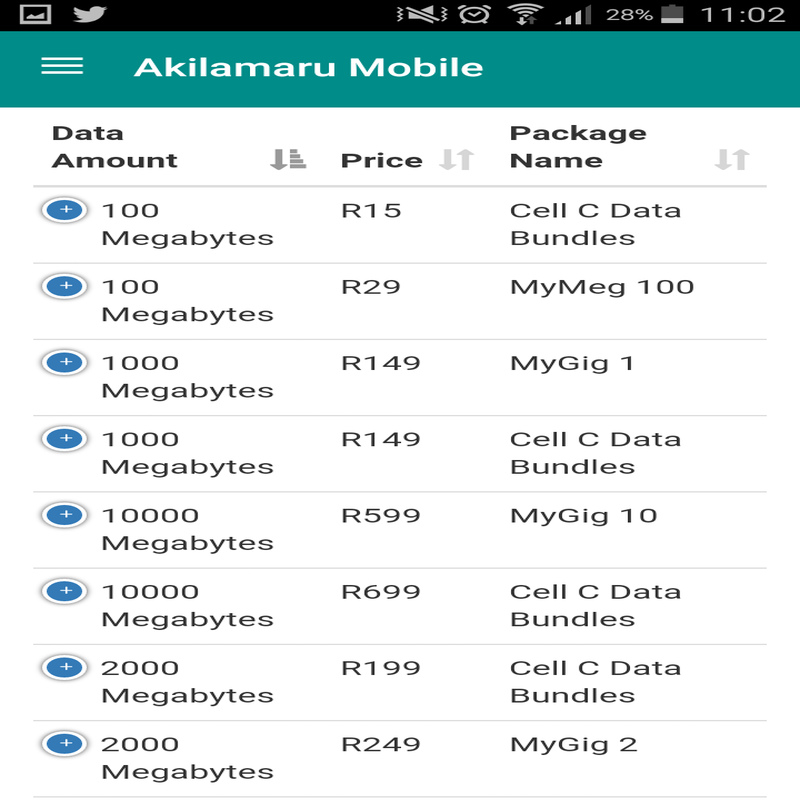 28% 11:02
Akilamaru Mobile
Data Amount Price Package Name
100 Megabytes R15 Cell C Data Bundles
100 Megabytes R29 MyMeg 100
1000 Megabytes R149 MyGig 1
1000 Megabytes R149 Cell C Data Bundles
10000 Megabytes R599 MyGig 10
10000 Megabytes R699 Cell C Data Bundles
2000 Megabytes R199 Cell C Data Bundles
2000 Megabytes R249 MyGig 2